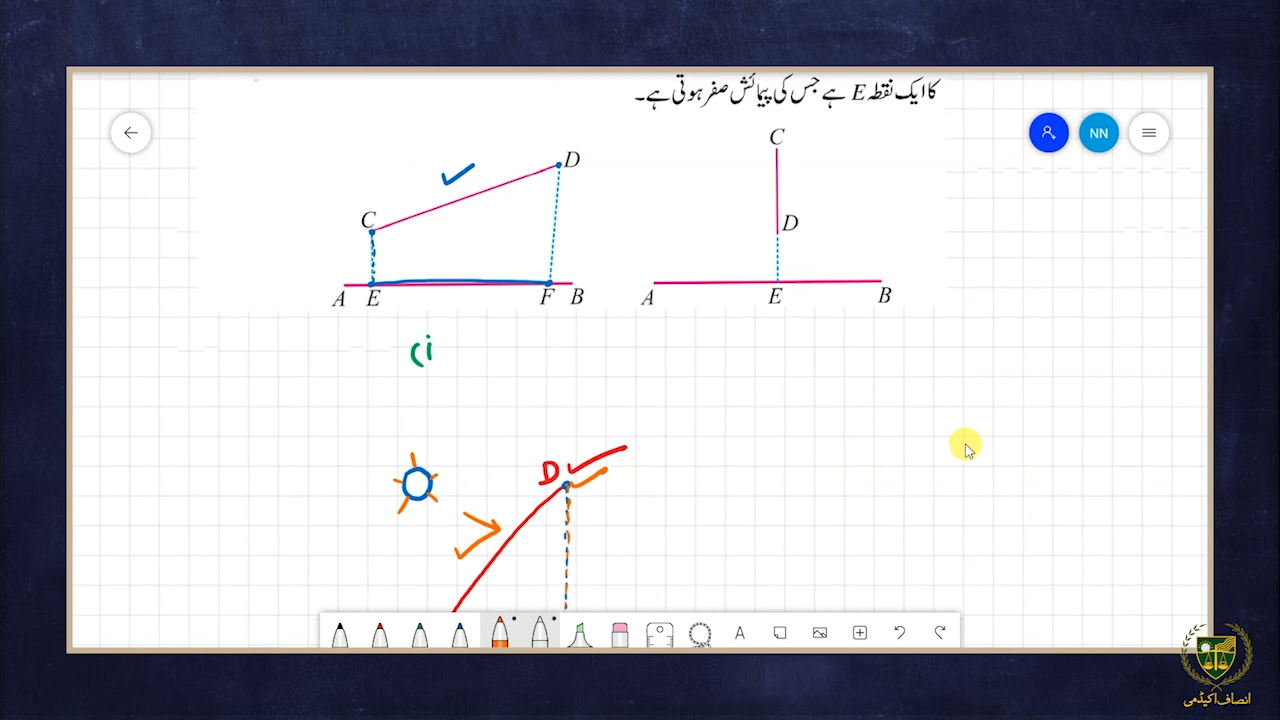 کا ایک نقطہ E ہے جس کی پیمائش صفر ہوتی ہے۔
NN
D
C
A E F B
C
D
A E B
(i
D
A
انصاف اکیڈمی